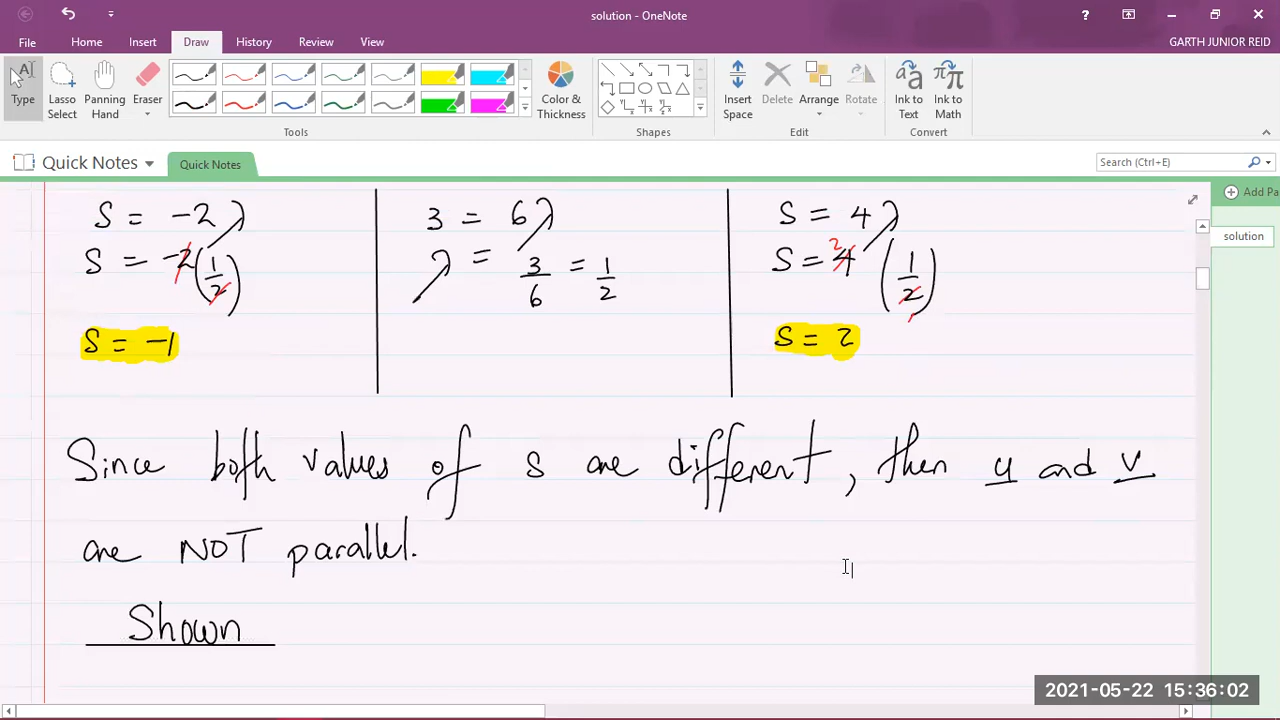 solution - OneNote
File Home Insert Draw History Review View GARTH JUNIOR REID
Type Lasso Select Panning Hand Eraser Color & Thickness Insert Space Delete Arrange Rotate Ink to Text Ink to Math
Tools Shapes Edit Convert
Quick Notes Quick Notes Search (Ctrl+E)
Add Pa
solution
S = -2λ 3 = 6λ S = 4λ
S = -2(1/2) λ = 3/6 = 1/2 S = 4 2 (1/2) 1
S = -1 S = 2
Since both values of s are different, then u and v
are NOT parallel.
Shown
2021-05-22 15:36:02